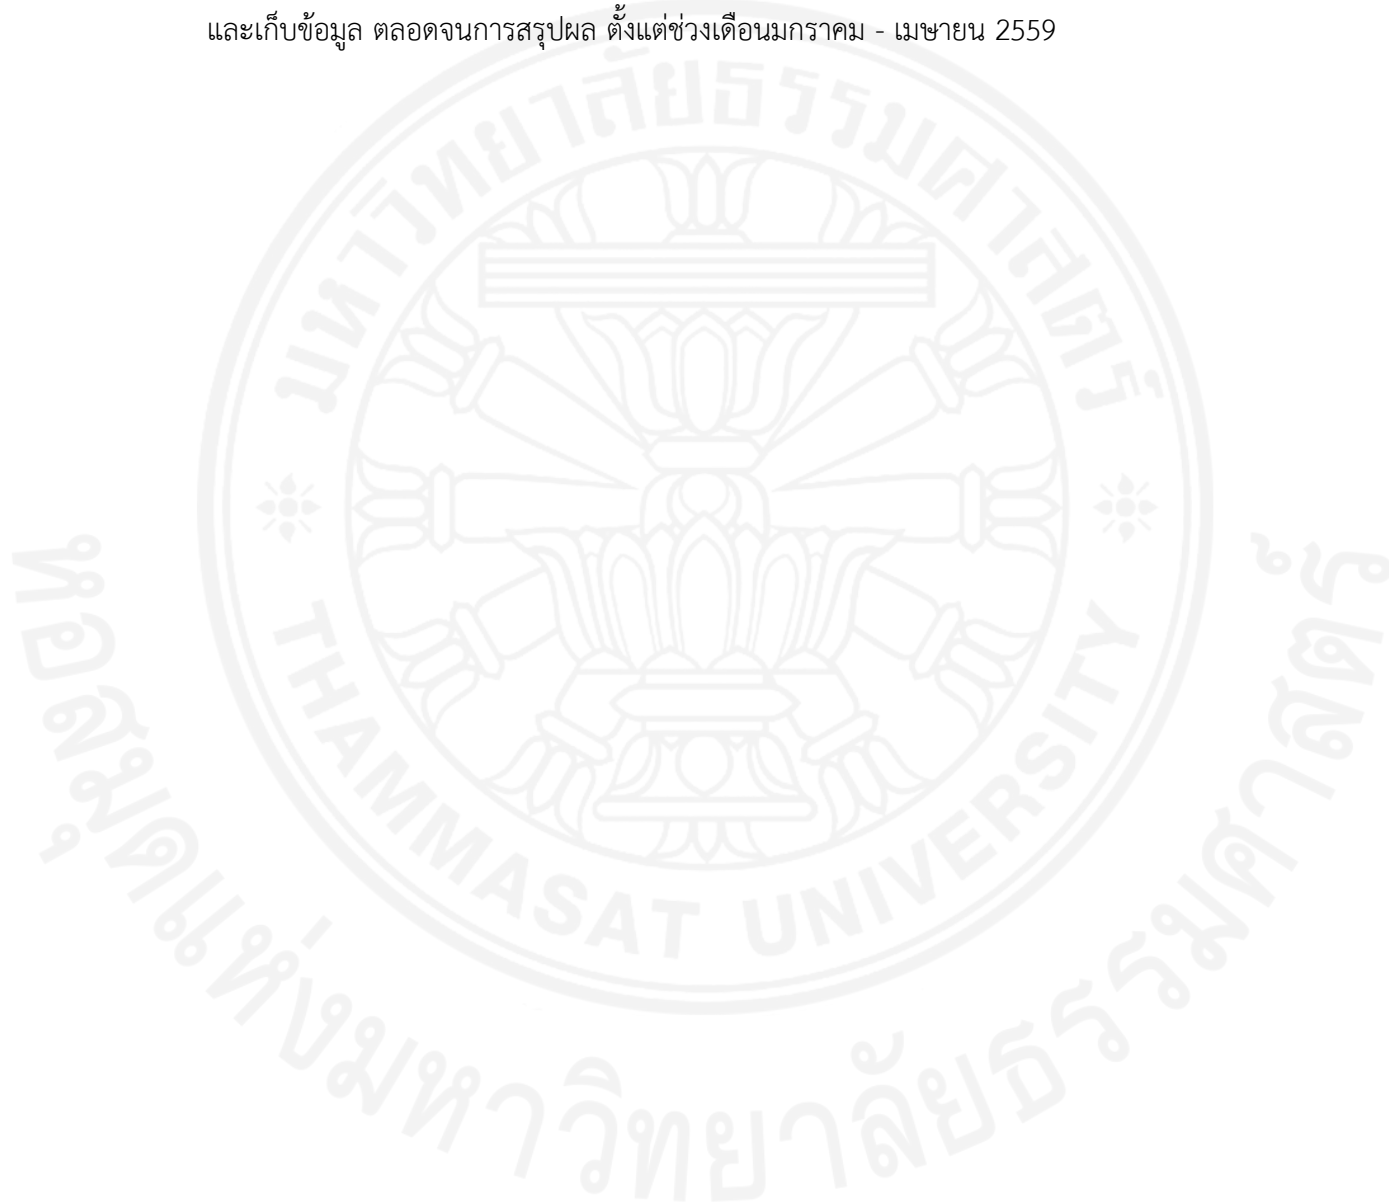 และเก็บข้อมูล ตลอดจนการสรุปผล ตั้งแต่ช่วงเดือนมกราคม - เมษายน 2559
มหาวิทยาลัยธรรมศาสตร์
THAMMASAT UNIVERSITY
หอสมุดแห่งมหาวิทยาลัยธรรมศาสตร์